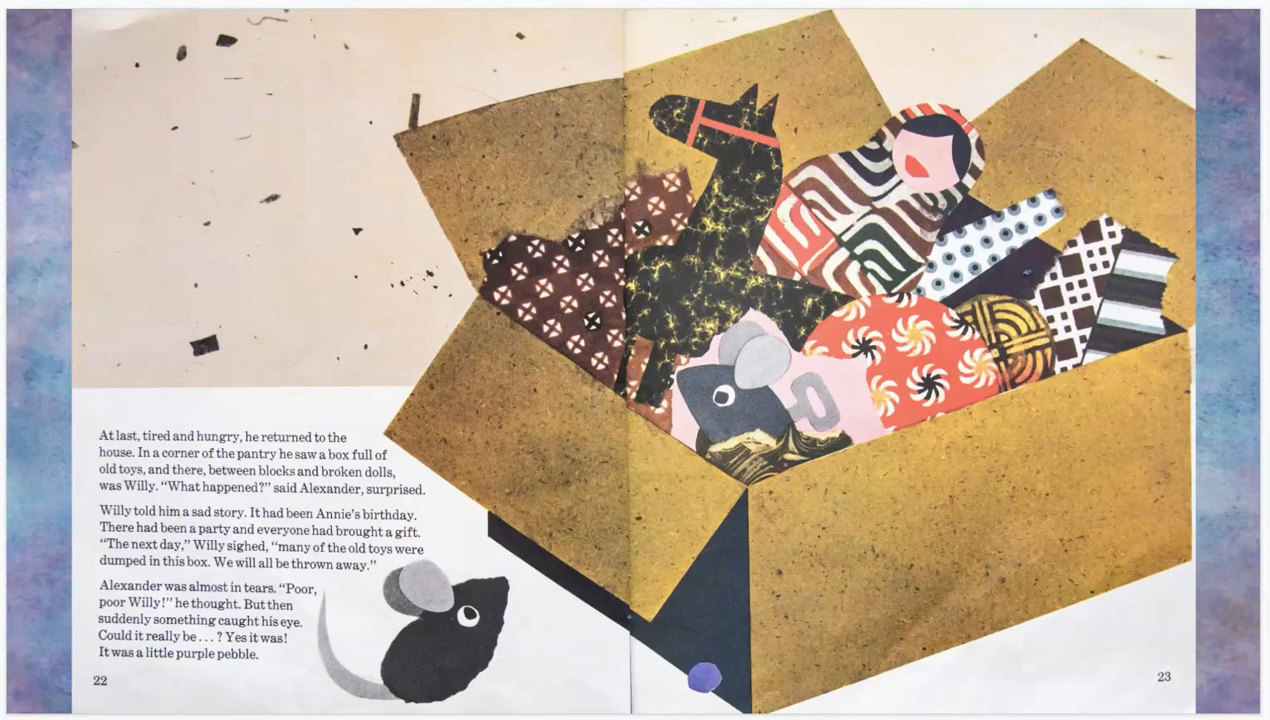 At last, tired and hungry, he returned to the
house. In a corner of the pantry he saw a box full of
old toys, and there, between blocks and broken dolls,
was Willy. “What happened?” said Alexander, surprised.
Willy told him a sad story. It had been Annie’s birthday.
There had been a party and everyone had brought a gift.
“The next day,” Willy sighed, “many of the old toys were
dumped in this box. We will all be thrown away.”
Alexander was almost in tears. “Poor,
poor Willy!” he thought. But then
suddenly something caught his eye.
Could it really be . . . ? Yes it was!
It was a little purple pebble.
22
23